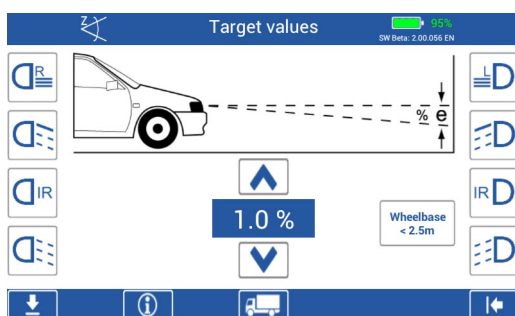 Z
Target values
95%
SW Beta: 2.00.056 EN
R
L
% e
IR
IR
1.0 %
Wheelbase
< 2.5m
i